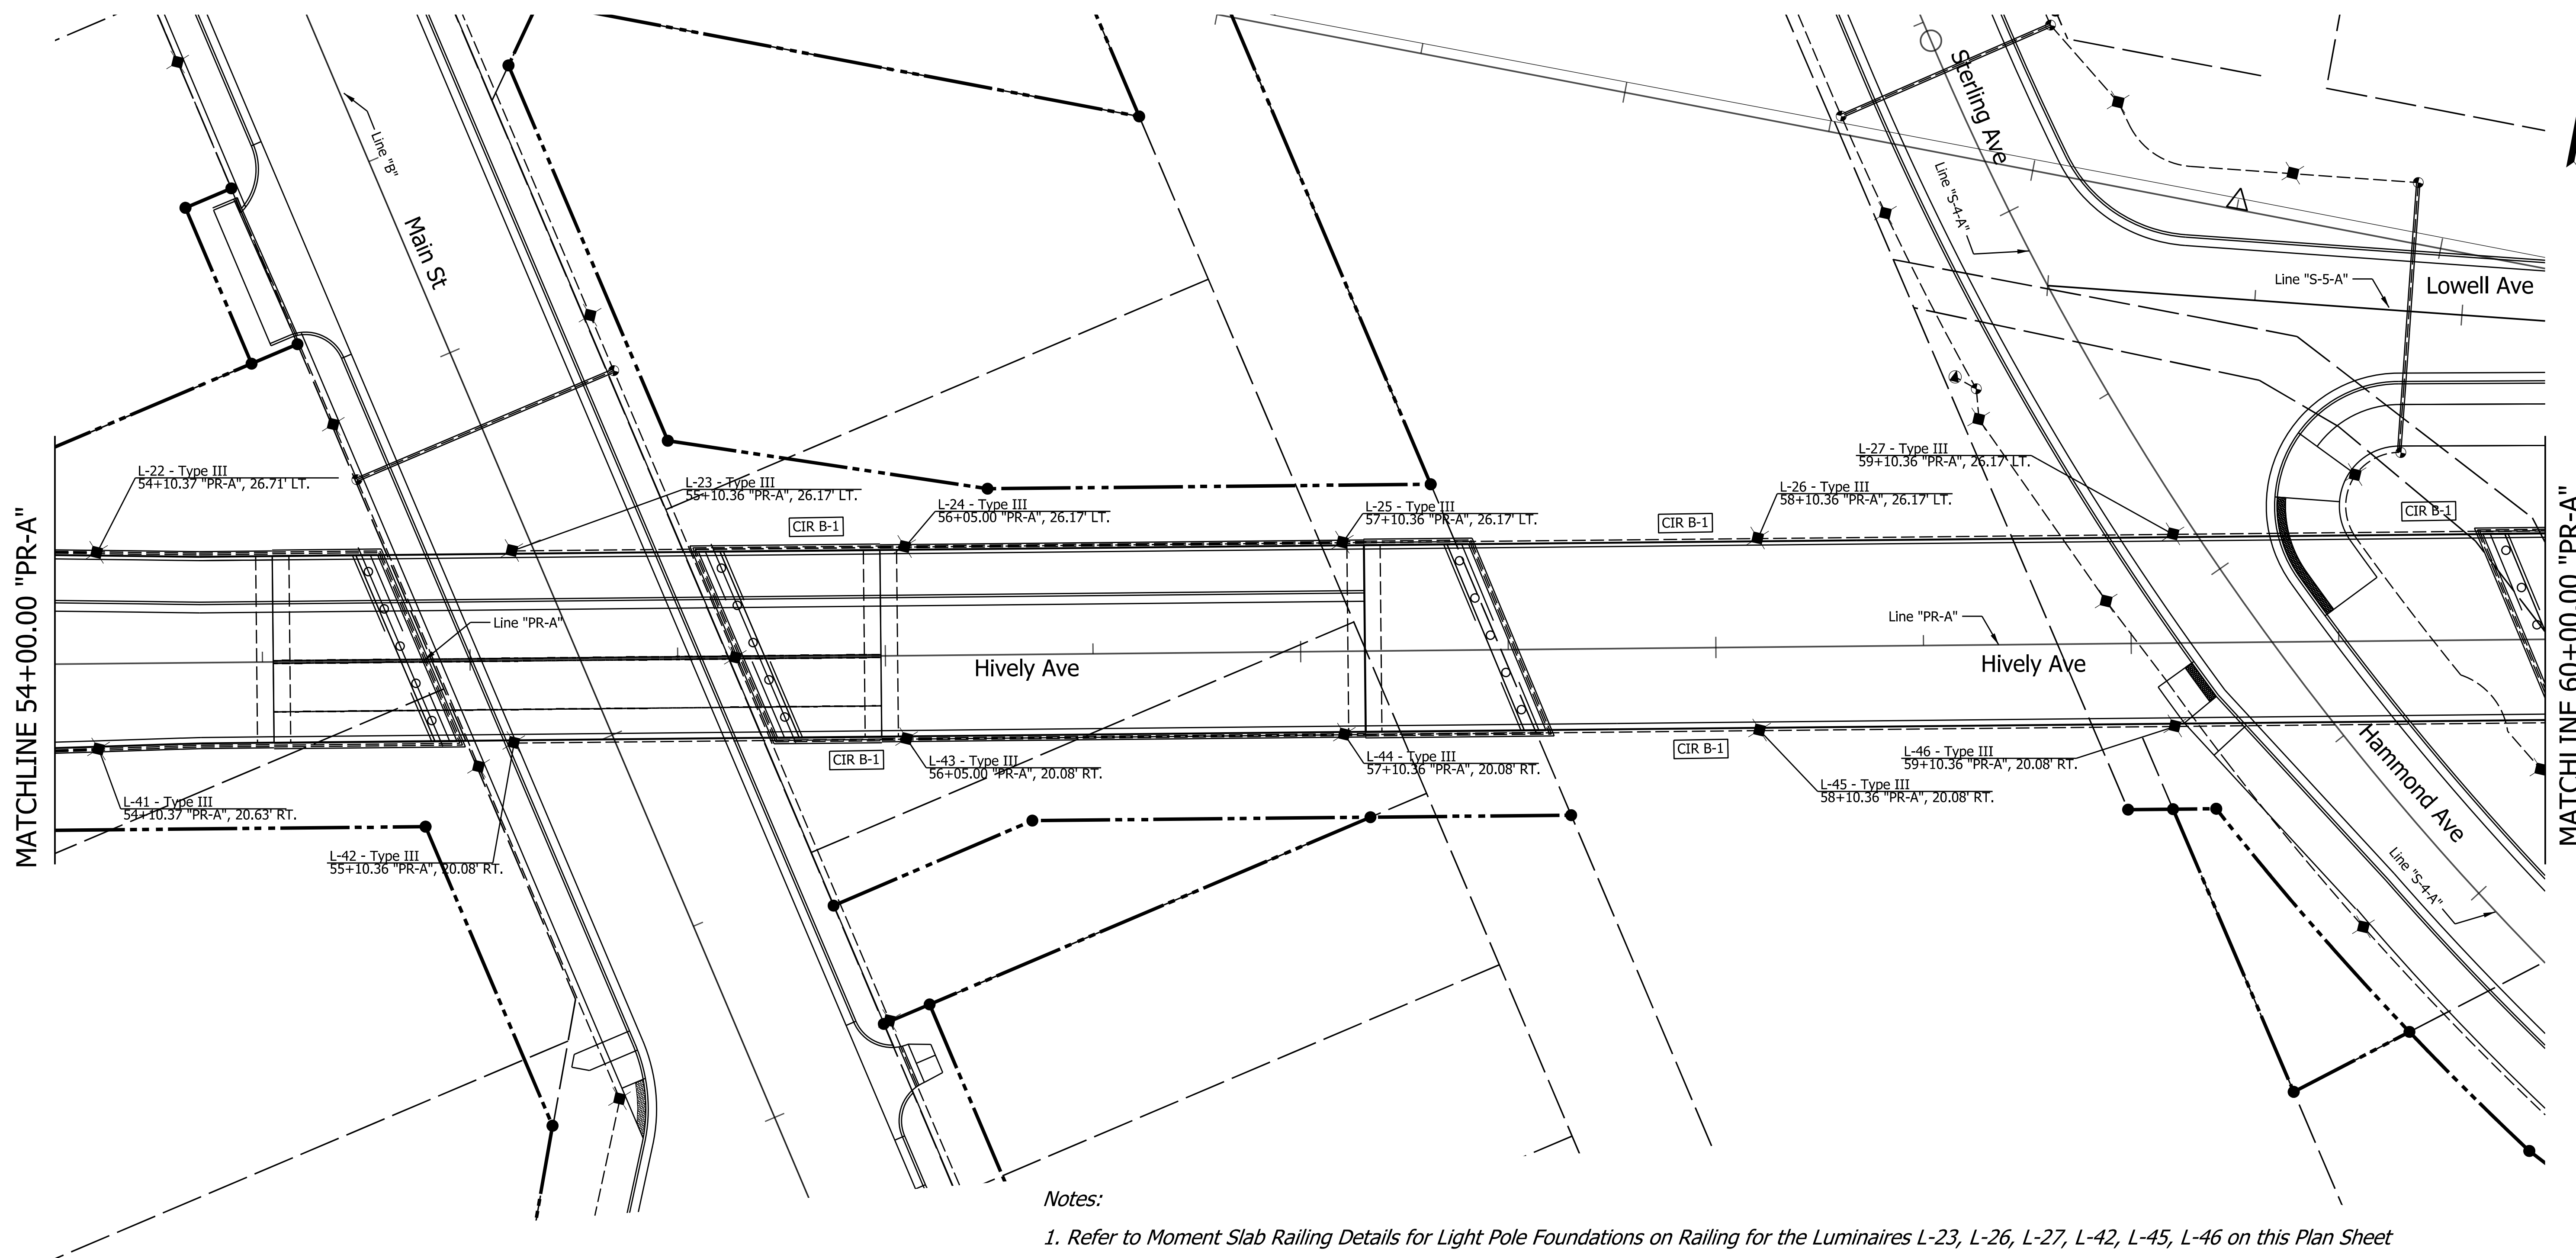 Line "B"
Main St
Sterling Ave
Line "S-4-A"
Line "S-5-A"
Lowell Ave
L-22 - Type III
54+10.37 "PR-A", 26.71' LT.
L-23 - Type III
55+10.36 "PR-A", 26.17' LT.
L-24 - Type III
56+05.00 "PR-A", 26.17' LT.
L-25 - Type III
57+10.36 "PR-A", 26.17' LT.
L-26 - Type III
58+10.36 "PR-A", 26.17' LT.
L-27 - Type III
59+10.36 "PR-A", 26.17' LT.
CIR B-1
CIR B-1
CIR B-1
MATCHLINE 54+00.00 "PR-A"
MATCHLINE 60+00.00 "PR-A"
Line "PR-A"
Hively Ave
Line "PR-A"
Hively Ave
CIR B-1
CIR B-1
L-41 - Type III
54+10.37 "PR-A", 20.63' RT.
L-42 - Type III
55+10.36 "PR-A", 20.08' RT.
L-43 - Type III
56+05.00 "PR-A", 20.08' RT.
L-44 - Type III
57+10.36 "PR-A", 20.08' RT.
L-45 - Type III
58+10.36 "PR-A", 20.08' RT.
L-46 - Type III
59+10.36 "PR-A", 20.08' RT.
Hammond Ave
Line "S-4-A"
Notes:
1. Refer to Moment Slab Railing Details for Light Pole Foundations on Railing for the Luminaires L-23, L-26, L-27, L-42, L-45, L-46 on this Plan Sheet